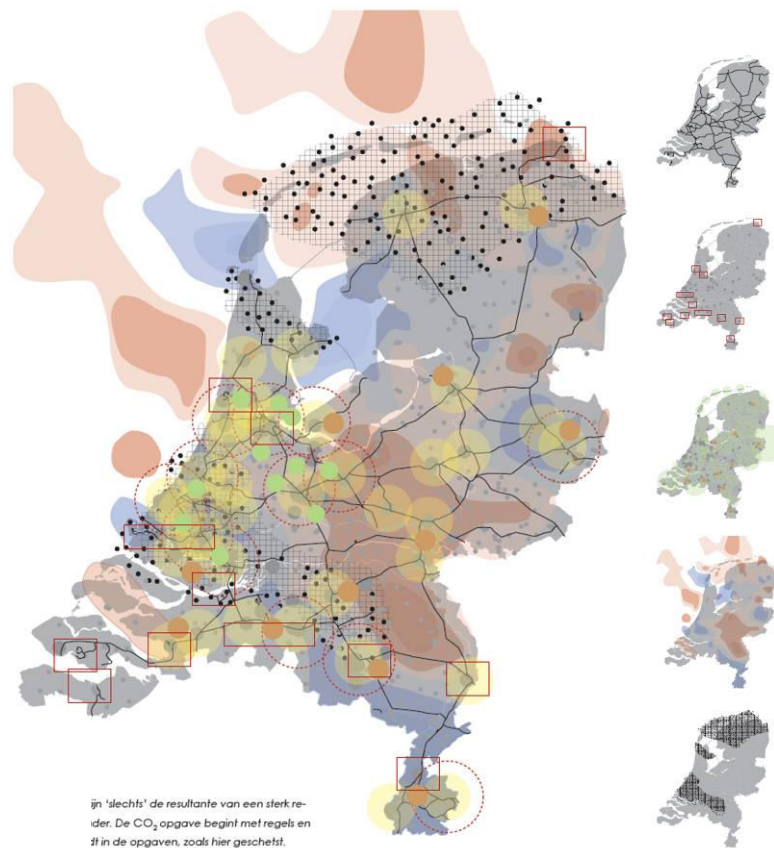 'slechts' de resultante van een sterk re-
De CO₂ opgave begint met regels en
in de opgaven, zoals hier geschetst.